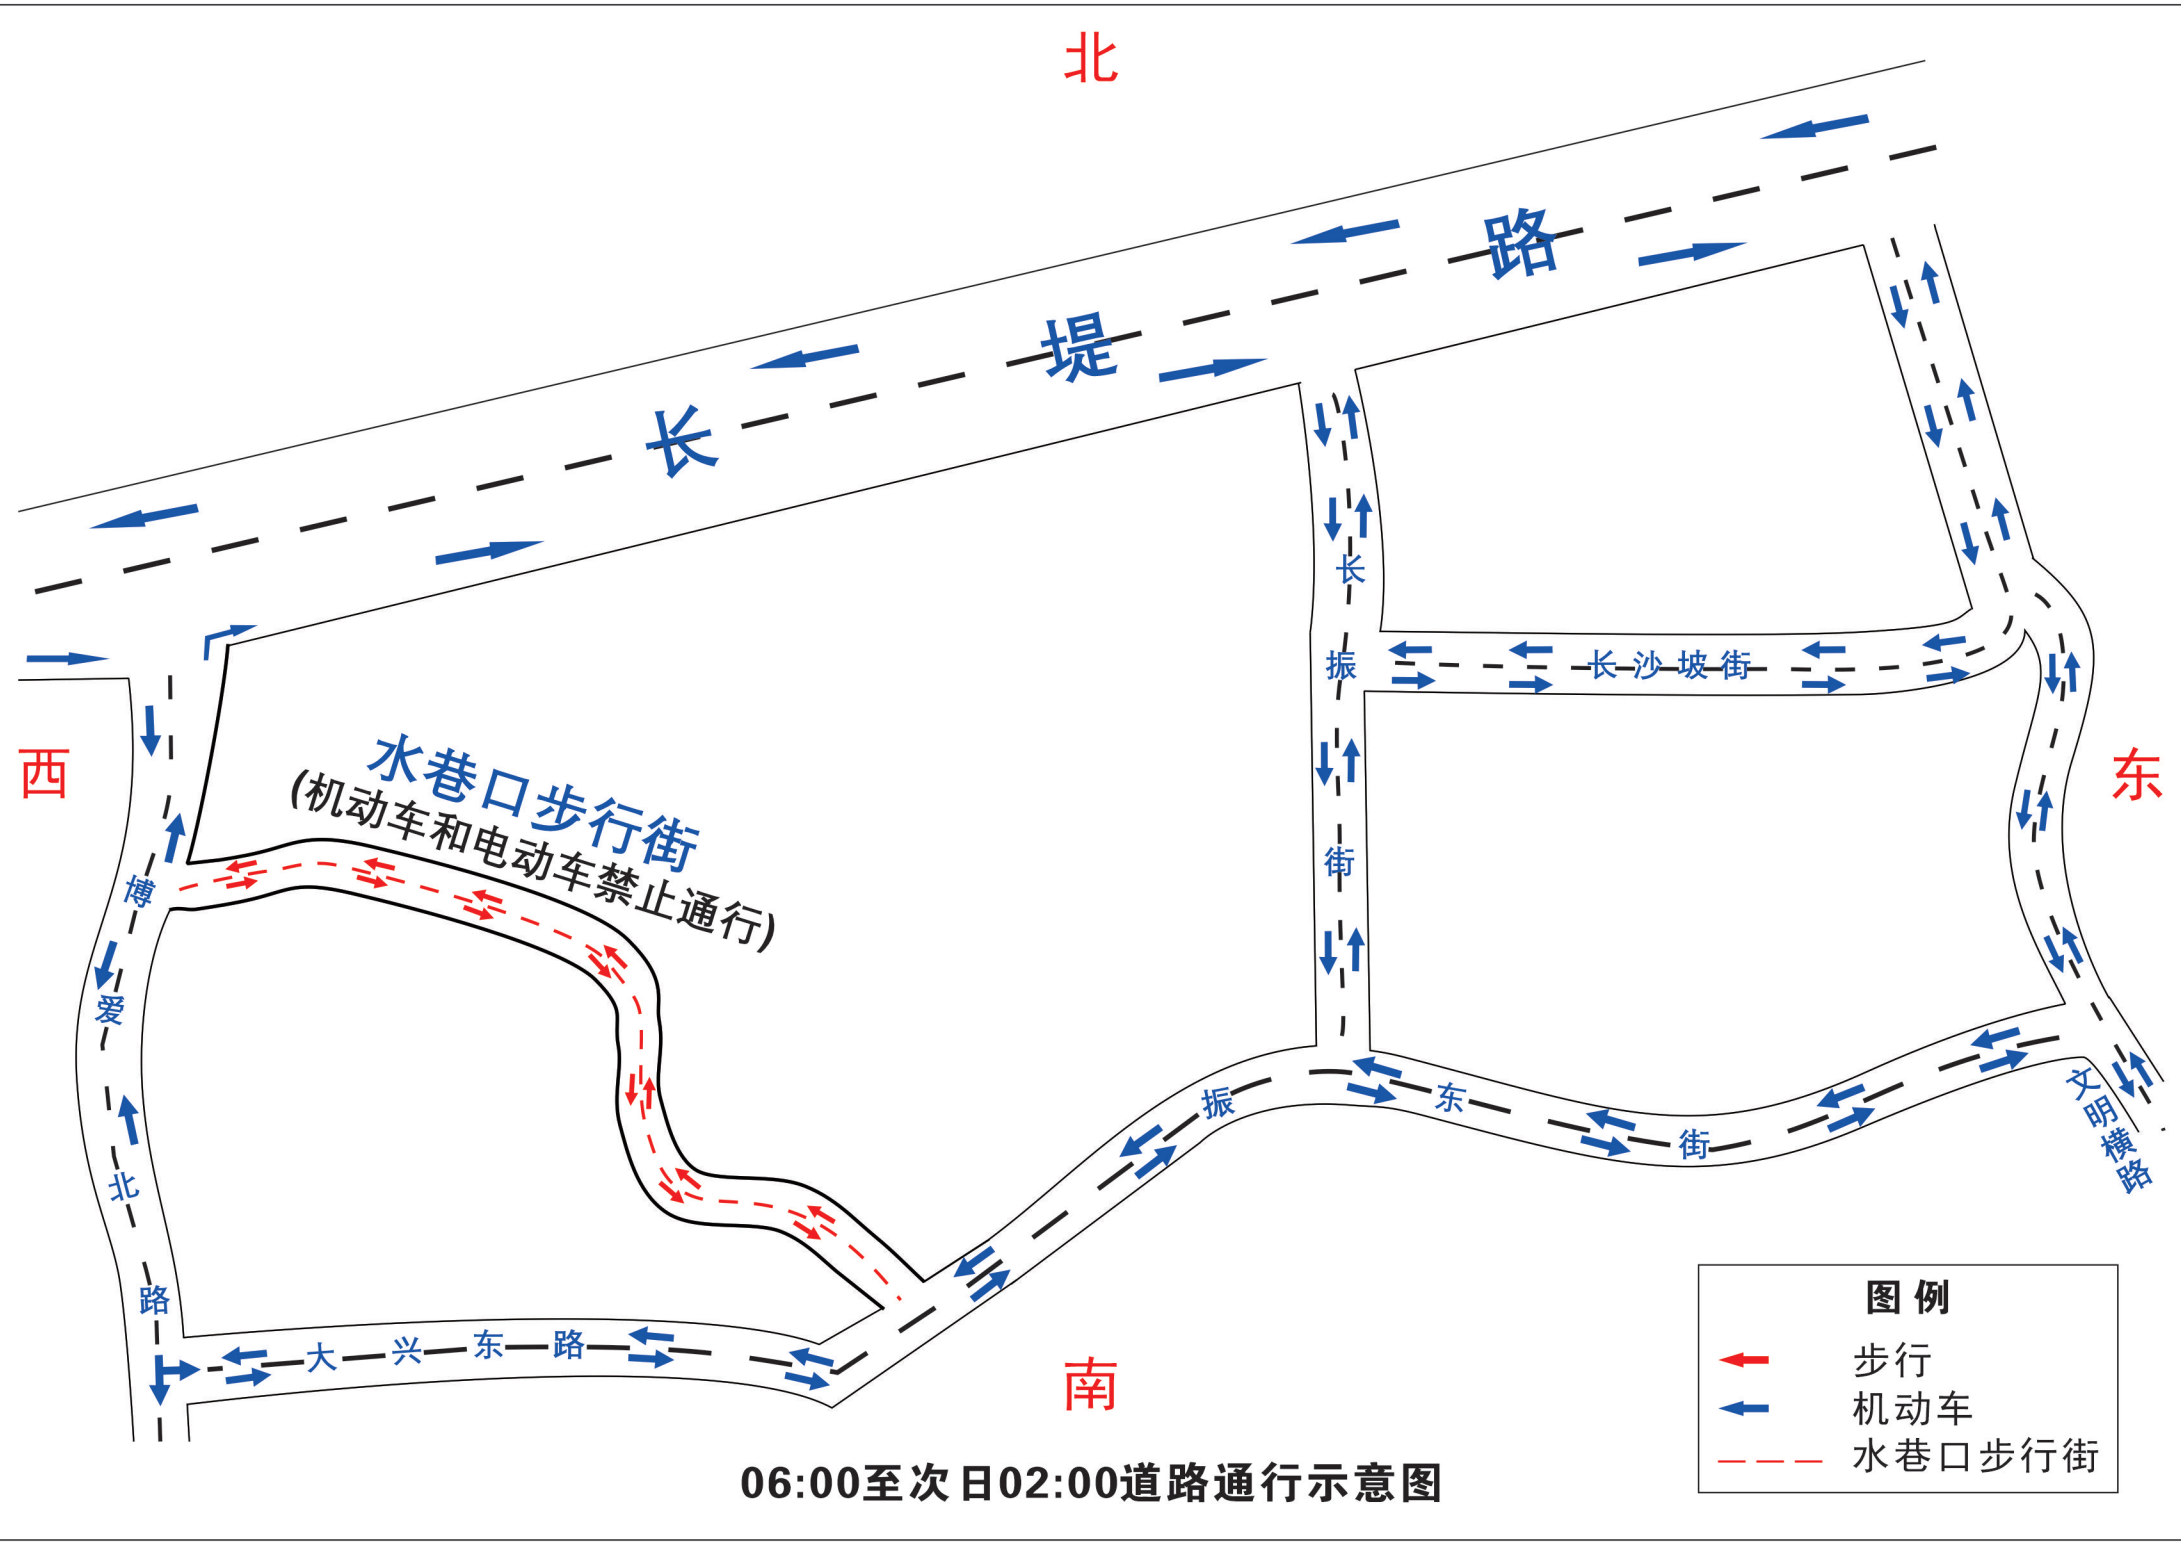 北
长堤路
长振街
长沙坡街
西
东
水巷口步行街
(机动车和电动车禁止通行)
博爱北路
振东街
文明横路
大兴东路
南
图例
步行
机动车
水巷口步行街
06:00至次日02:00道路通行示意图